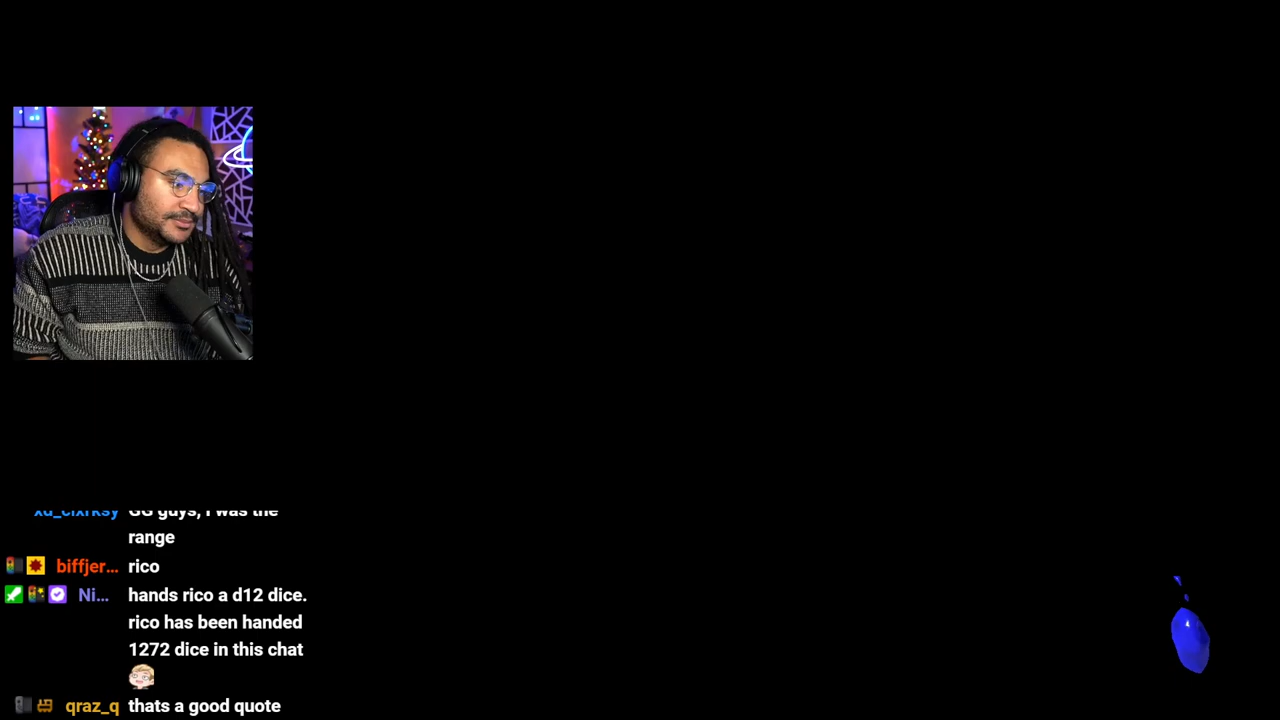 xd_clxrksy GG guys, I was the
range
biffjer... rico
Ni... hands rico a d12 dice.
rico has been handed
1272 dice in this chat
qraz_q thats a good quote